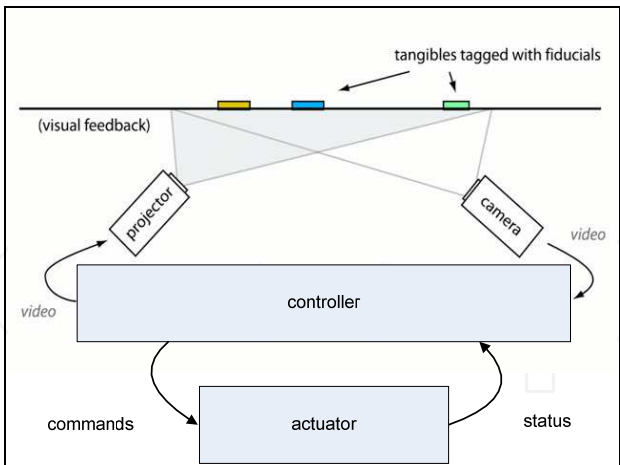 tangibles tagged with fiducials
(visual feedback)
projector
camera
video
video
controller
commands
actuator
status